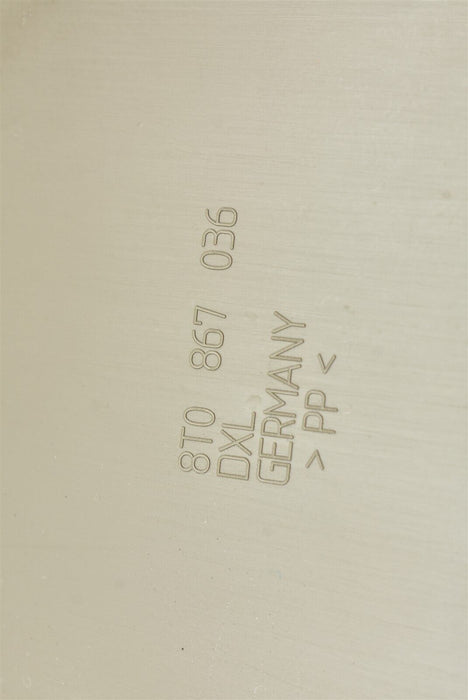 8T0 867 036
DXL
GERMANY
> PP <